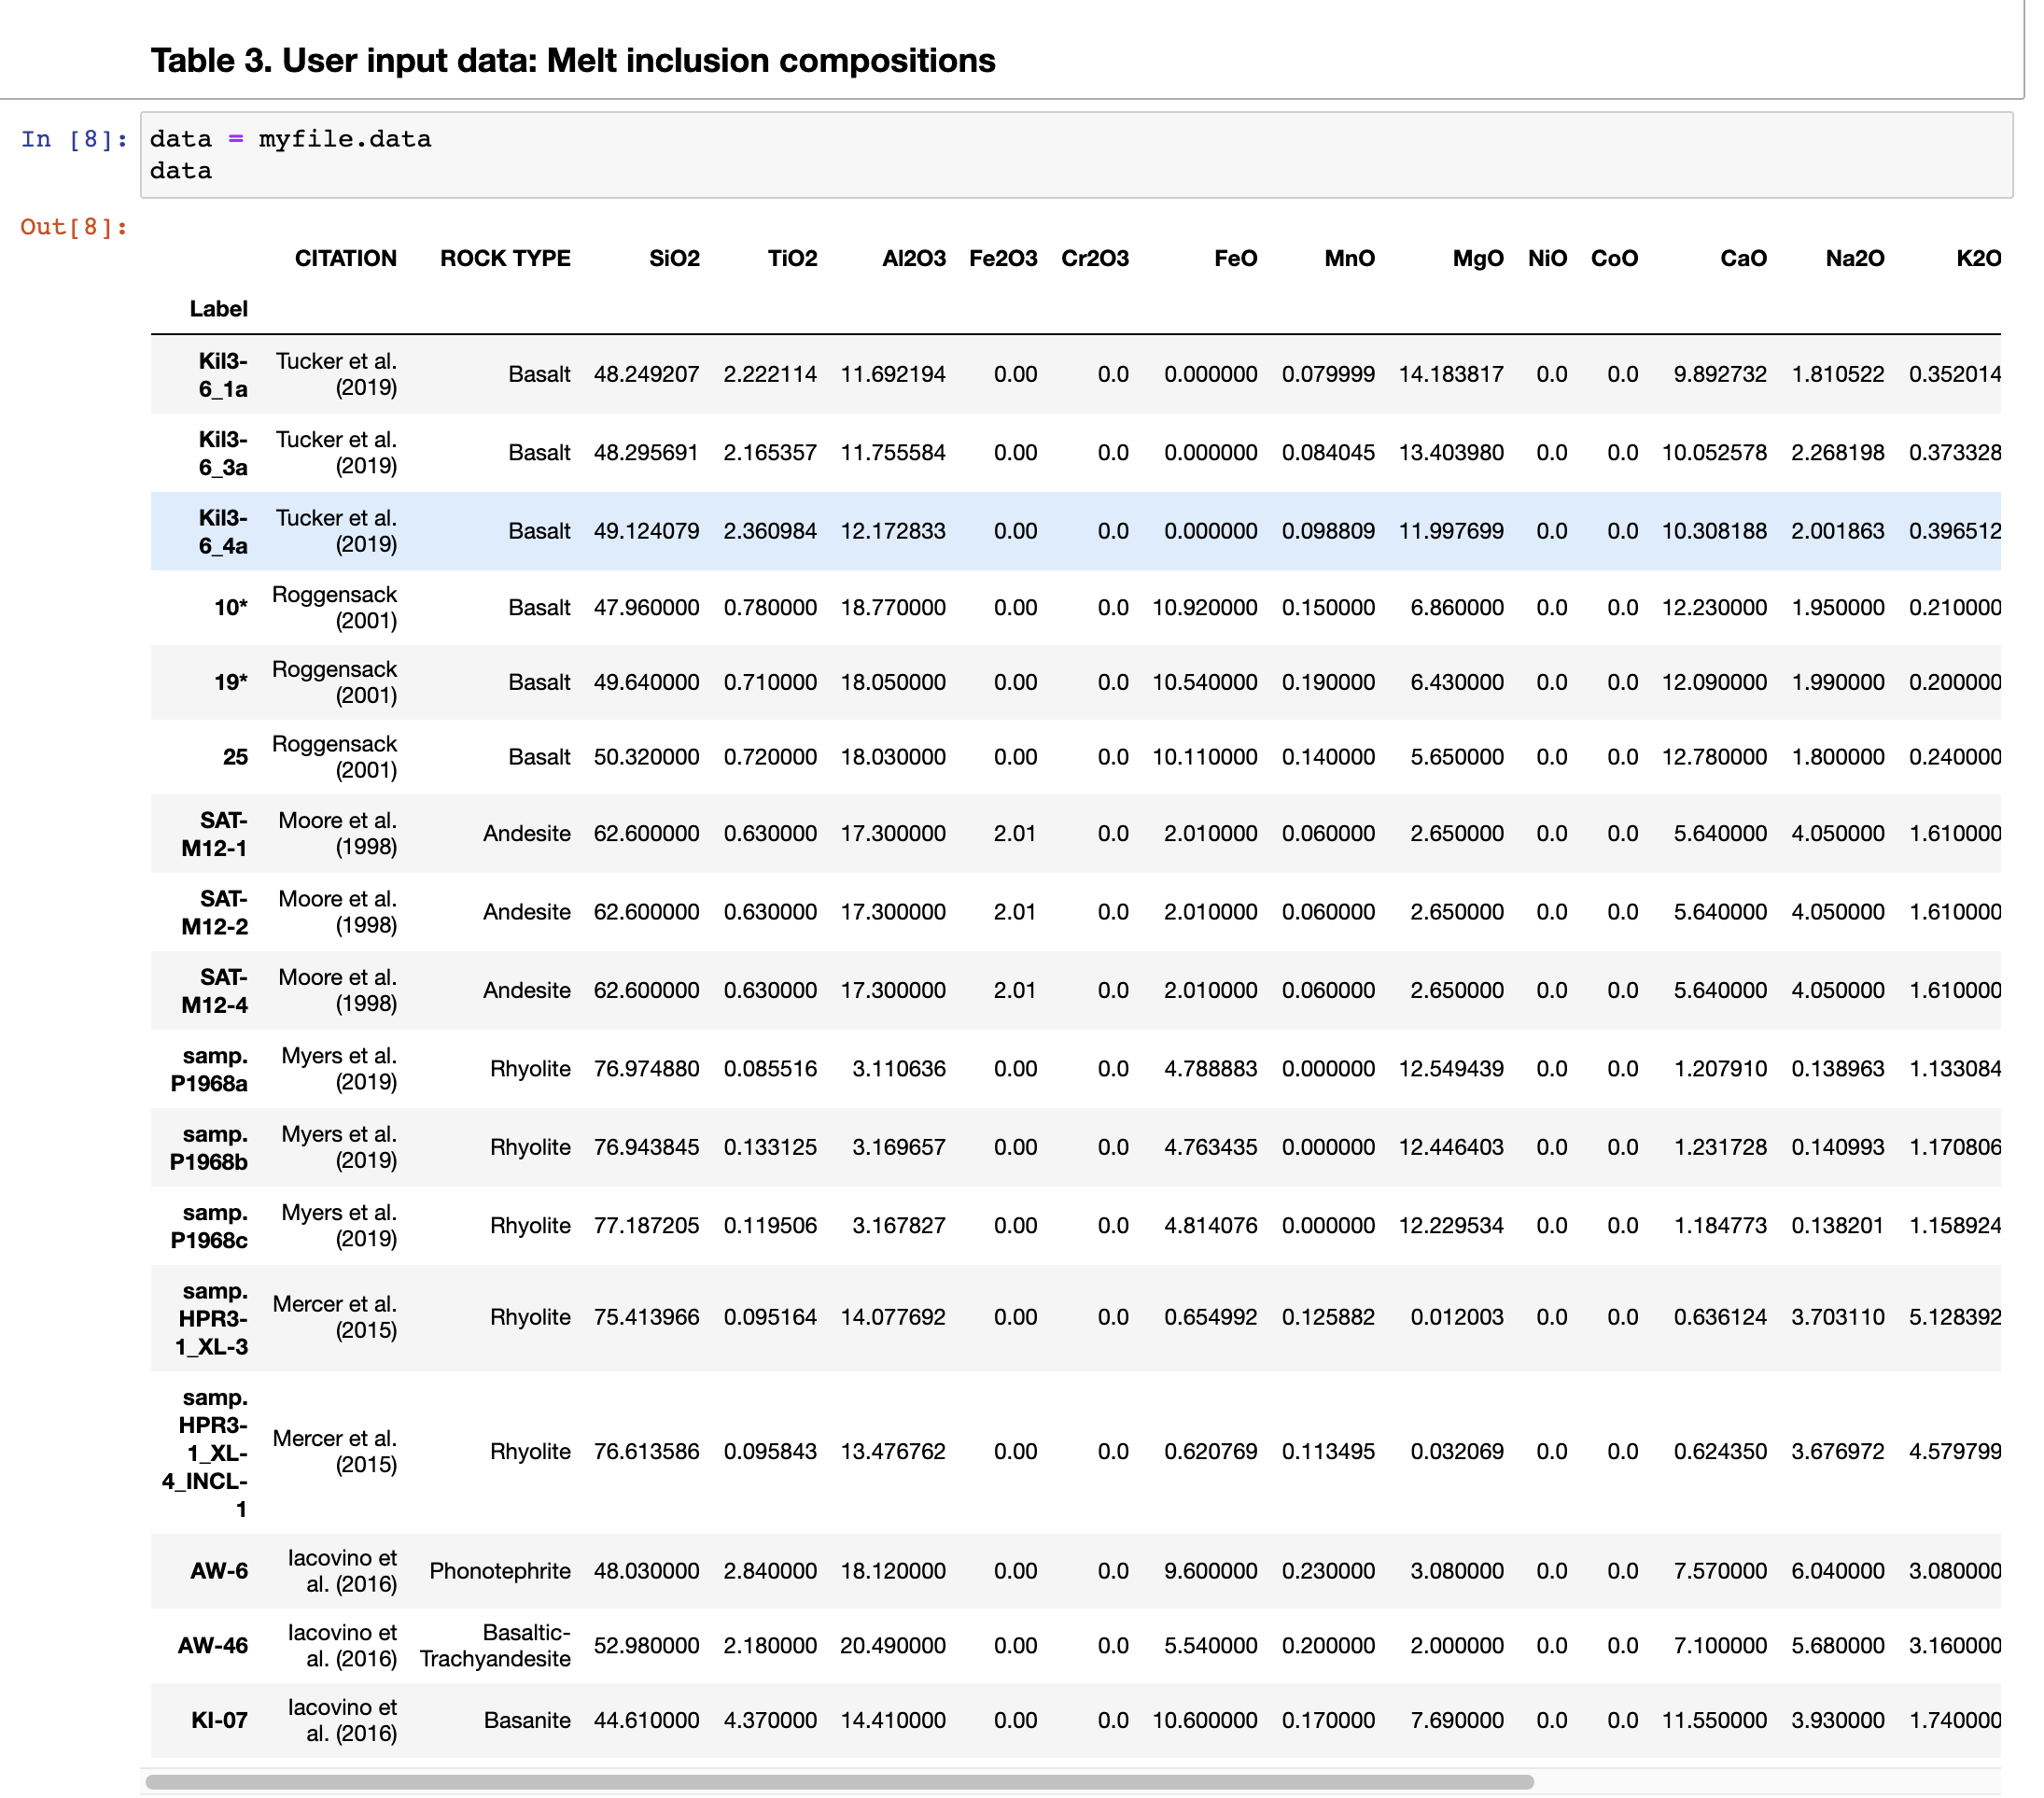 Table 3. User input data: Melt inclusion compositions
In [8]: data = myfile.data
data
Out[8]:
CITATION ROCK TYPE SiO2 TiO2 Al2O3 Fe2O3 Cr2O3 FeO MnO MgO NiO CoO CaO Na2O K2O
Label
Kil3-6_1a Tucker et al. (2019) Basalt 48.249207 2.222114 11.692194 0.00 0.0 0.000000 0.079999 14.183817 0.0 0.0 9.892732 1.810522 0.352014
Kil3-6_3a Tucker et al. (2019) Basalt 48.295691 2.165357 11.755584 0.00 0.0 0.000000 0.084045 13.403980 0.0 0.0 10.052578 2.268198 0.373328
Kil3-6_4a Tucker et al. (2019) Basalt 49.124079 2.360984 12.172833 0.00 0.0 0.000000 0.098809 11.997699 0.0 0.0 10.308188 2.001863 0.396512
10* Roggensack (2001) Basalt 47.960000 0.780000 18.770000 0.00 0.0 10.920000 0.150000 6.860000 0.0 0.0 12.230000 1.950000 0.210000
19* Roggensack (2001) Basalt 49.640000 0.710000 18.050000 0.00 0.0 10.540000 0.190000 6.430000 0.0 0.0 12.090000 1.990000 0.200000
25 Roggensack (2001) Basalt 50.320000 0.720000 18.030000 0.00 0.0 10.110000 0.140000 5.650000 0.0 0.0 12.780000 1.800000 0.240000
SAT-M12-1 Moore et al. (1998) Andesite 62.600000 0.630000 17.300000 2.01 0.0 2.010000 0.060000 2.650000 0.0 0.0 5.640000 4.050000 1.610000
SAT-M12-2 Moore et al. (1998) Andesite 62.600000 0.630000 17.300000 2.01 0.0 2.010000 0.060000 2.650000 0.0 0.0 5.640000 4.050000 1.610000
SAT-M12-4 Moore et al. (1998) Andesite 62.600000 0.630000 17.300000 2.01 0.0 2.010000 0.060000 2.650000 0.0 0.0 5.640000 4.050000 1.610000
samp. P1968a Myers et al. (2019) Rhyolite 76.974880 0.085516 3.110636 0.00 0.0 4.788883 0.000000 12.549439 0.0 0.0 1.207910 0.138963 1.133084
samp. P1968b Myers et al. (2019) Rhyolite 76.943845 0.133125 3.169657 0.00 0.0 4.763435 0.000000 12.446403 0.0 0.0 1.231728 0.140993 1.170806
samp. P1968c Myers et al. (2019) Rhyolite 77.187205 0.119506 3.167827 0.00 0.0 4.814076 0.000000 12.229534 0.0 0.0 1.184773 0.138201 1.158924
samp. HPR3-1_XL-3 Mercer et al. (2015) Rhyolite 75.413966 0.095164 14.077692 0.00 0.0 0.654992 0.125882 0.012003 0.0 0.0 0.636124 3.703110 5.128392
samp. HPR3-1_XL-4_INCL-1 Mercer et al. (2015) Rhyolite 76.613586 0.095843 13.476762 0.00 0.0 0.620769 0.113495 0.032069 0.0 0.0 0.624350 3.676972 4.579799
AW-6 Iacovino et al. (2016) Phonotephrite 48.030000 2.840000 18.120000 0.00 0.0 9.600000 0.230000 3.080000 0.0 0.0 7.570000 6.040000 3.080000
AW-46 Iacovino et al. (2016) Basaltic-Trachyandesite 52.980000 2.180000 20.490000 0.00 0.0 5.540000 0.200000 2.000000 0.0 0.0 7.100000 5.680000 3.160000
KI-07 Iacovino et al. (2016) Basanite 44.610000 4.370000 14.410000 0.00 0.0 10.600000 0.170000 7.690000 0.0 0.0 11.550000 3.930000 1.740000